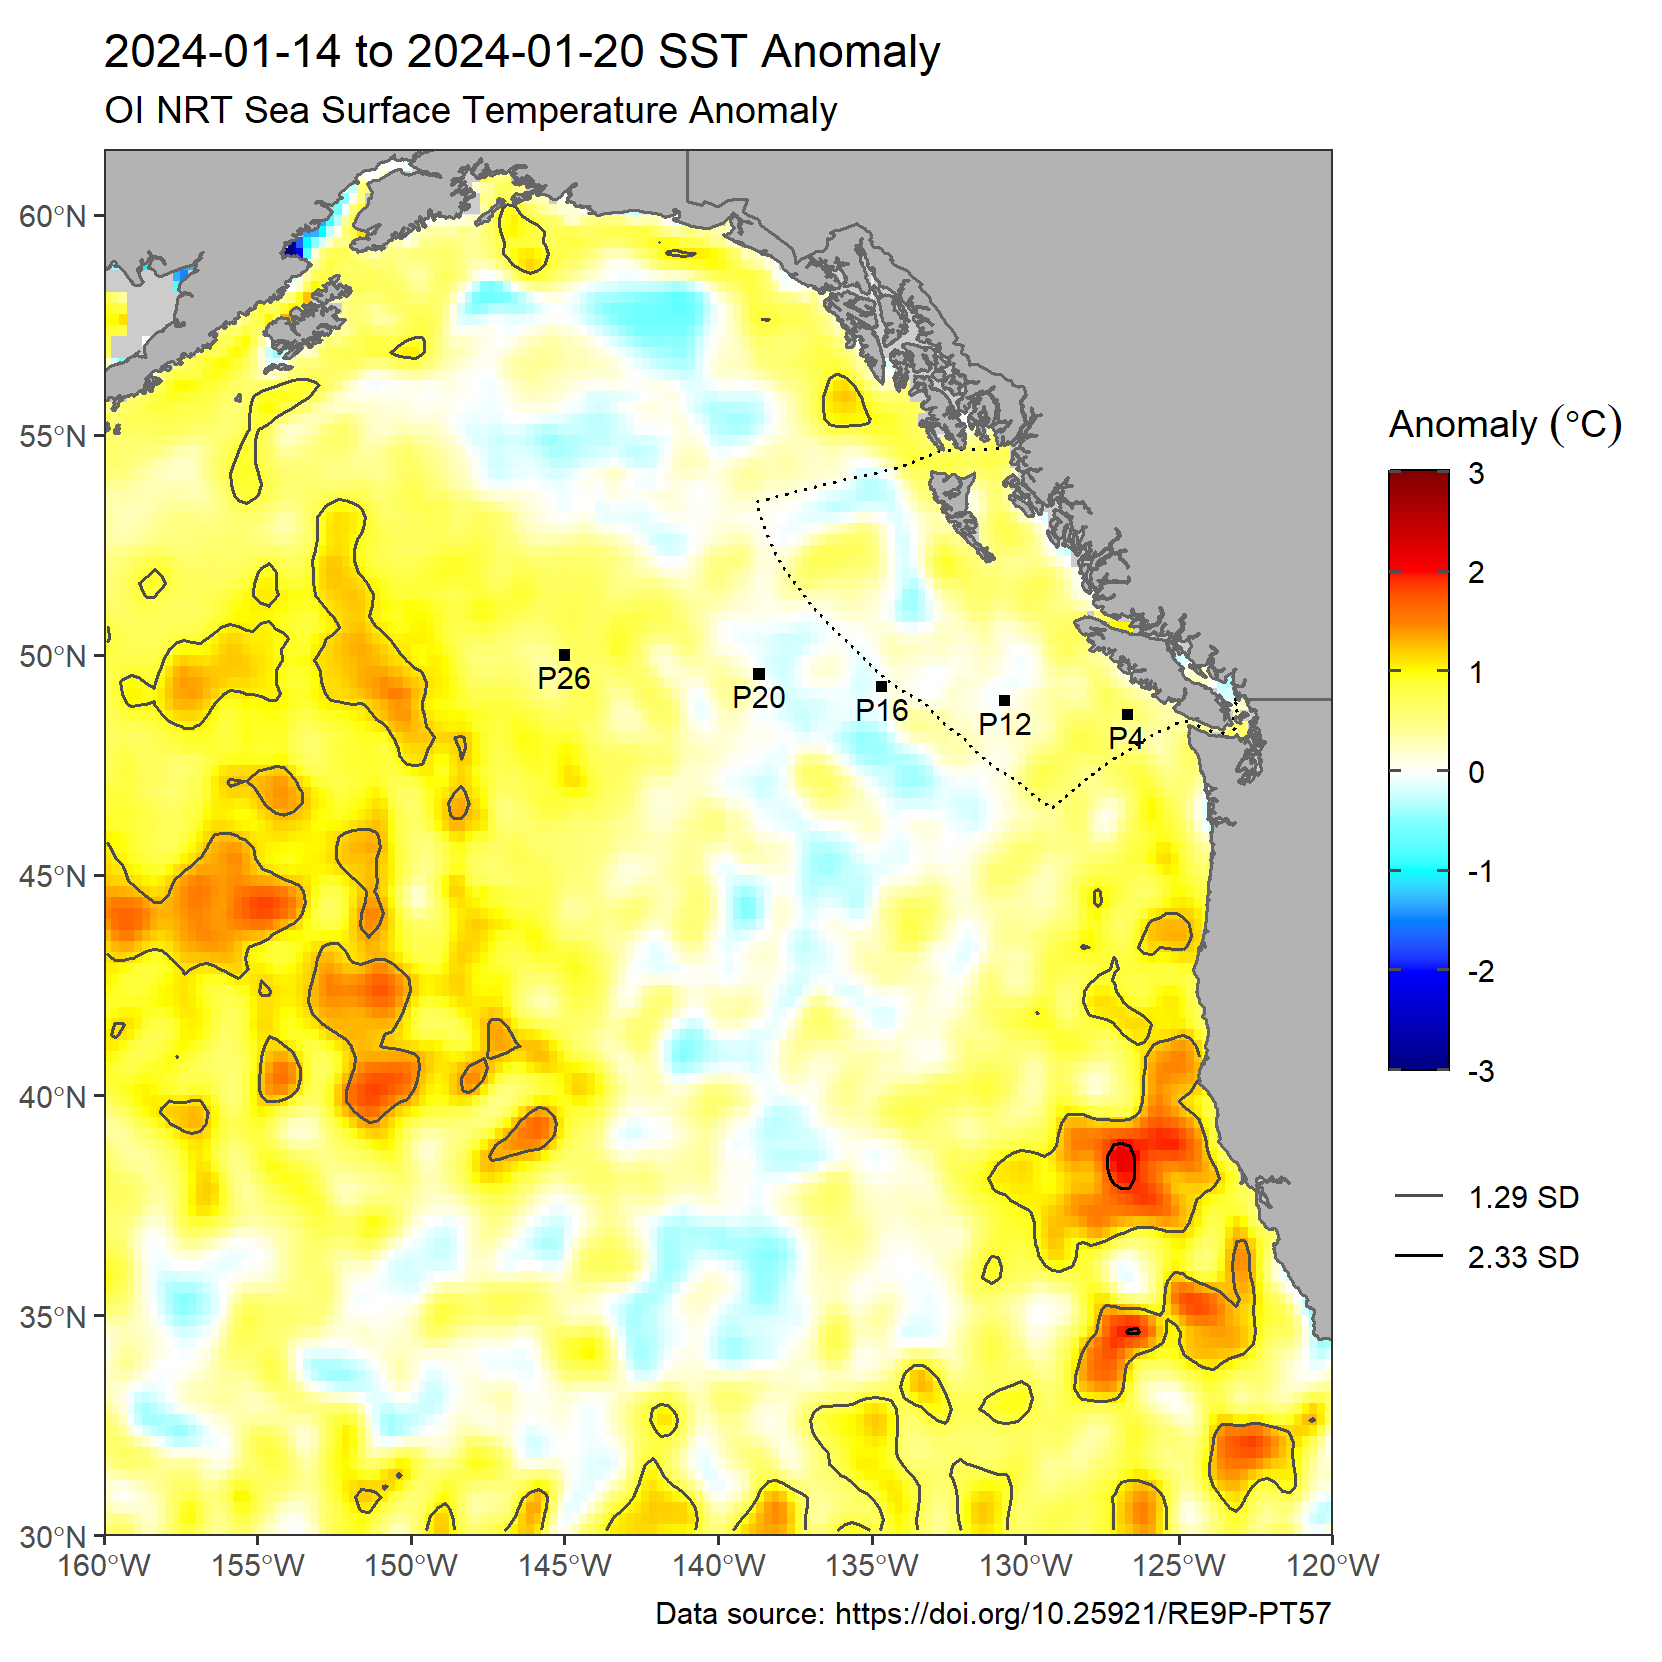 2024-01-14 to 2024-01-20 SST Anomaly
OI NRT Sea Surface Temperature Anomaly
60°N
55°N
50°N
45°N
40°N
35°N
30°N
P26
P20
P16
P12
P4
160°W
155°W
150°W
145°W
140°W
135°W
130°W
125°W
120°W
Anomaly (°C)
3
2
1
0
-1
-2
-3
1.29 SD
2.33 SD
Data source: https://doi.org/10.25921/RE9P-PT57